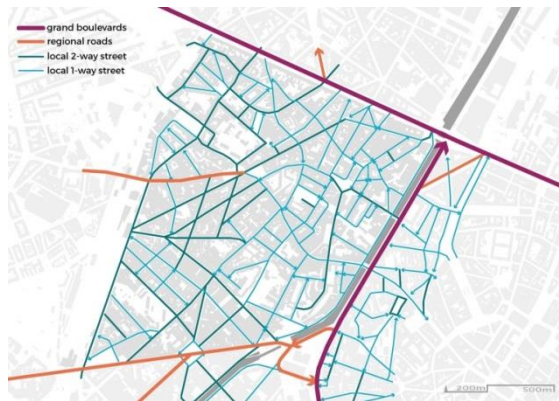 grand boulevards
regional roads
local 2-way street
local 1-way street
200m 500m